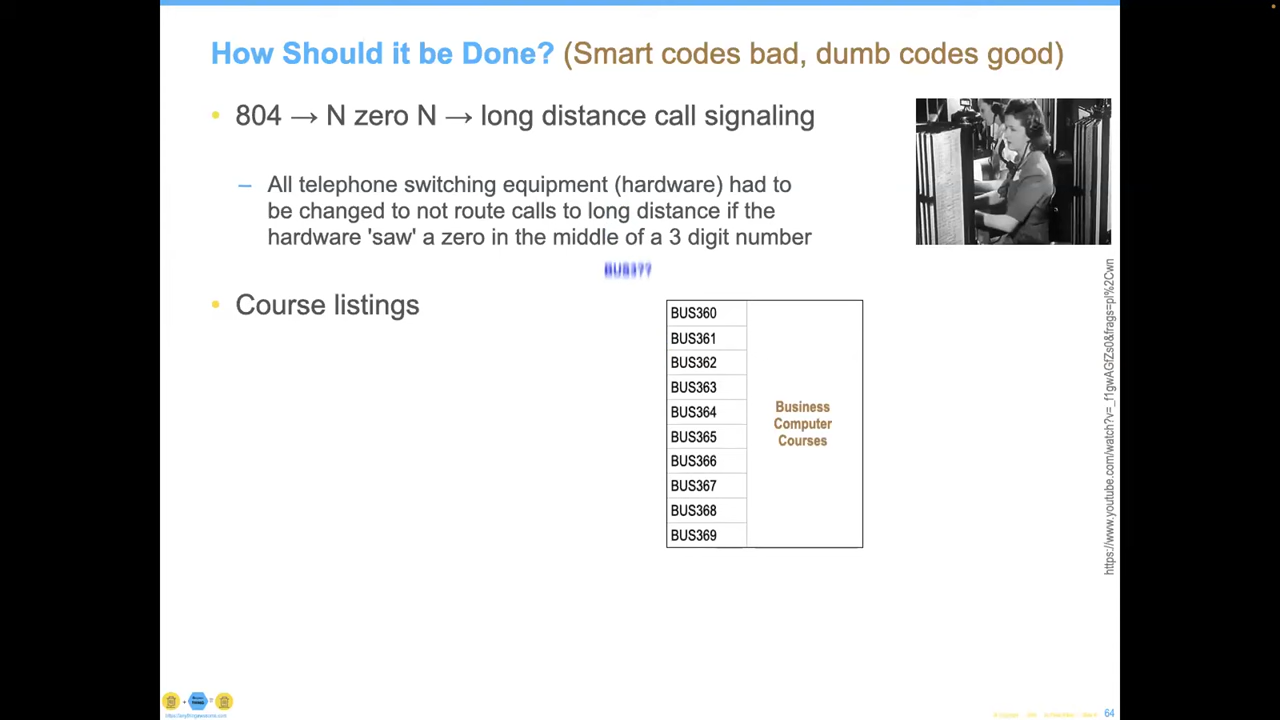 How Should it be Done? (Smart codes bad, dumb codes good)
• 804 → N zero N → long distance call signaling
– All telephone switching equipment (hardware) had to
be changed to not route calls to long distance if the
hardware 'saw' a zero in the middle of a 3 digit number
• Course listings
BUS360
BUS361
BUS362
BUS363
BUS364
BUS365
BUS366
BUS367
BUS368
BUS369
Business
Computer
Courses
64